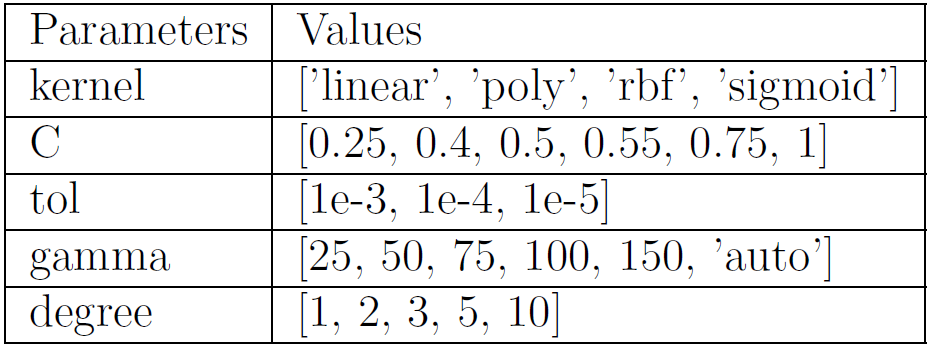 Parameters Values
kernel ['linear', 'poly', 'rbf', 'sigmoid']
C [0.25, 0.4, 0.5, 0.55, 0.75, 1]
tol [1e-3, 1e-4, 1e-5]
gamma [25, 50, 75, 100, 150, 'auto']
degree [1, 2, 3, 5, 10]